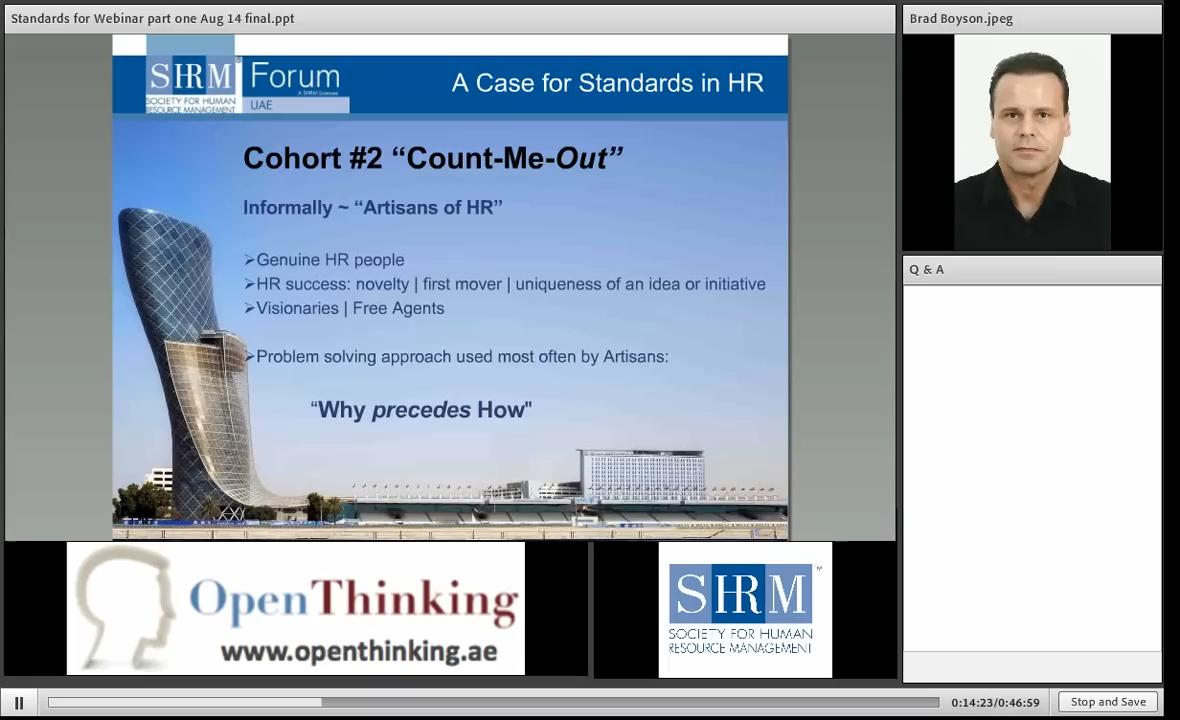 Standards for Webinar part one Aug 14 final.ppt
Brad Boyson.jpeg
SHRM Forum
A SHRM Licensee
SOCIETY FOR HUMAN
RESOURCE MANAGEMENT
UAE
A Case for Standards in HR
Cohort #2 “Count-Me-Out”
Informally ~ “Artisans of HR”
➢Genuine HR people
➢HR success: novelty | first mover | uniqueness of an idea or initiative
➢Visionaries | Free Agents
➢Problem solving approach used most often by Artisans:
“Why precedes How"
Q & A
OpenThinking
www.openthinking.ae
SHRM™
SOCIETY FOR HUMAN
RESOURCE MANAGEMENT
0:14:23/0:46:59
Stop and Save